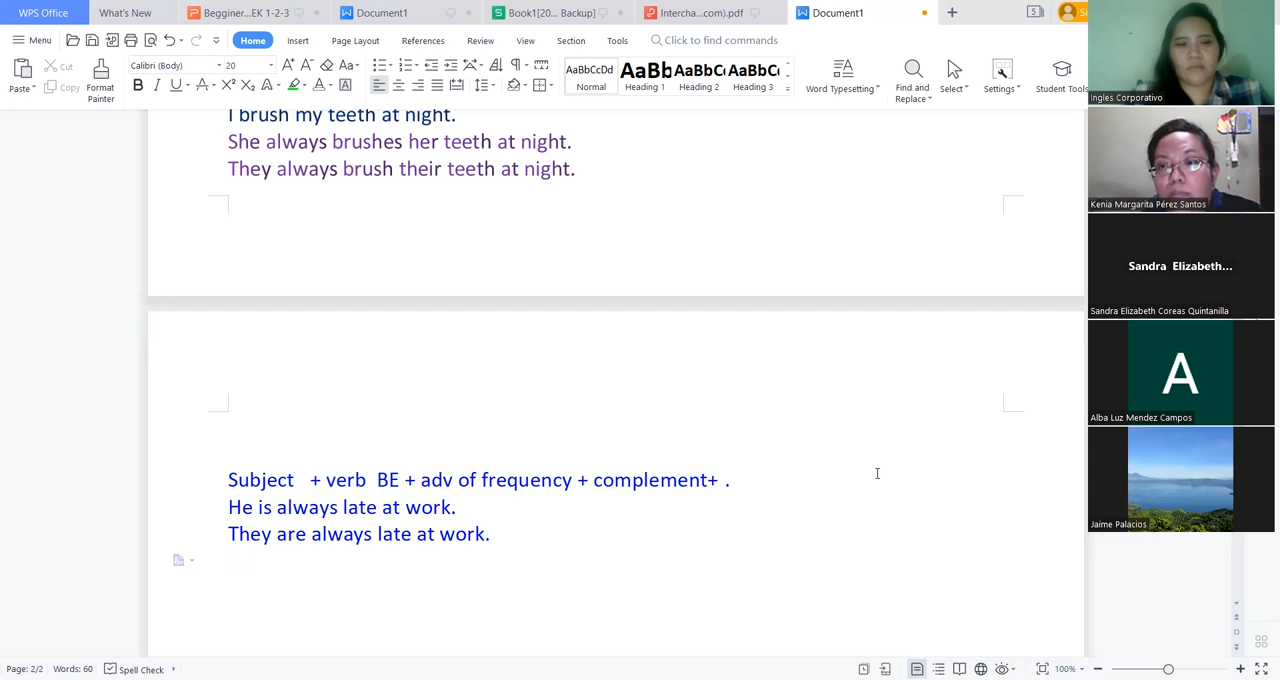 WPS Office
What's New
Begginer....EK 1-2-3
Document1
Book1[20... Backup]
Intercha...com).pdf
Document1
5
Si
Menu
Home
Insert
Page Layout
References
Review
View
Section
Tools
Click to find commands
Paste
Cut
Copy
Format Painter
Calibri (Body)
20
AaBbCcDd
Normal
AaBb
Heading 1
AaBbC
Heading 2
AaBbC
Heading 3
Word Typesetting
Find and Replace
Select
Settings
Student Tools
I brush my teeth at night.
She always brushes her teeth at night.
They always brush their teeth at night.
Subject + verb BE + adv of frequency + complement+ .
He is always late at work.
They are always late at work.
Ingles Corporativo
Kenia Margarita Pérez Santos
Sandra Elizabeth...
Sandra Elizabeth Coreas Quintanilla
A
Alba Luz Mendez Campos
Jaime Palacios
Page: 2/2
Words: 60
Spell Check
100%